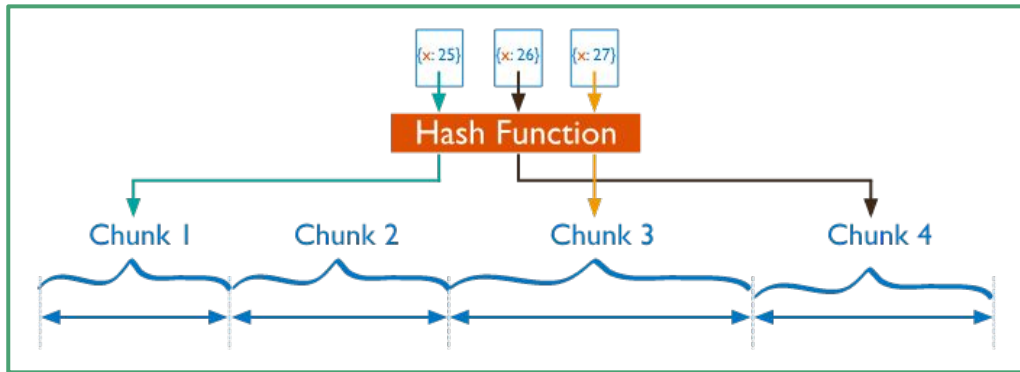 {x: 25} {x: 26} {x: 27}
Hash Function
Chunk 1 Chunk 2 Chunk 3 Chunk 4